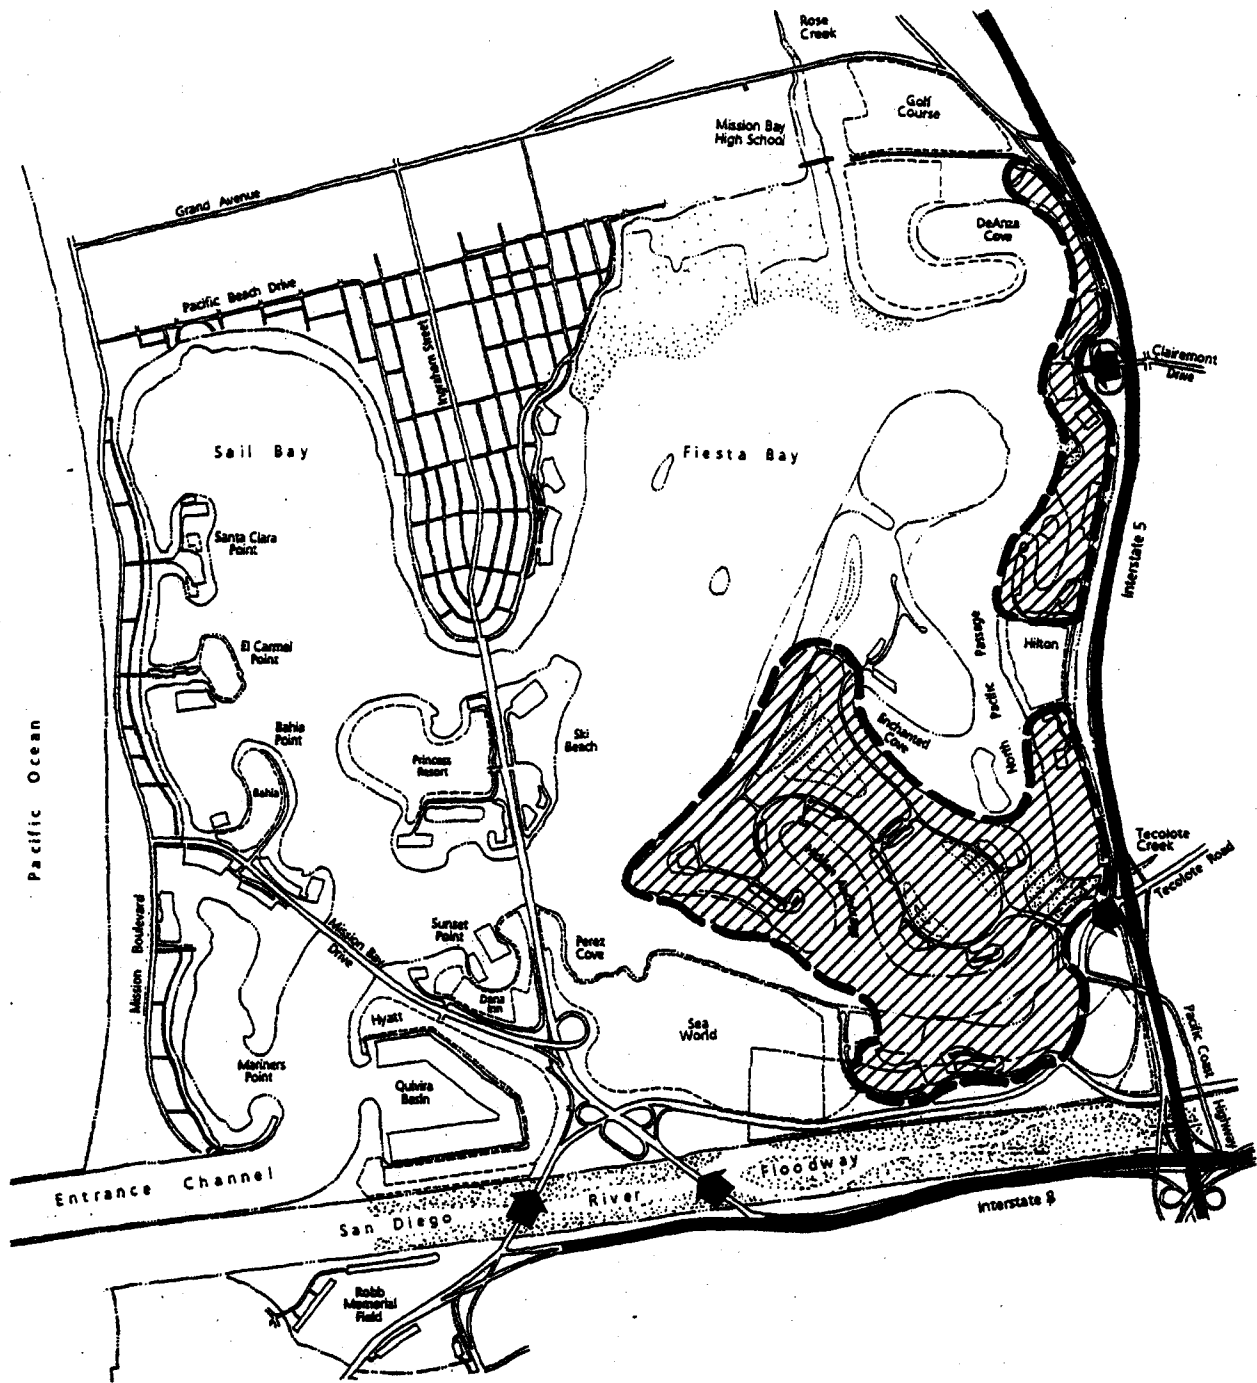 Rose
Creek
Golf
Course
Mission Bay
High School
Grand Avenue
DeAnza
Cove
Pacific Beach Drive
Ingraham Street
Clairemont
Drive
Sail Bay
Fiesta Bay
Santa Clara
Point
Interstate 5
El Carmel
Point
Hilton
North Pacific Passage
Pacific Ocean
Bahia
Point
Bahia
Princess
Resort
Ski
Beach
Enchanted
Cove
Hidden Anchorage
Tecolote
Creek
Tecolote Road
Mission Boulevard
Mission Bay
Drive
Sunset
Point
Perez
Cove
Dana
Inn
Hyatt
Sea
World
Mariners
Point
Quivira
Basin
Pacific Coast
Highway
Entrance Channel
San Diego River Floodway
Interstate 8
Robb
Memorial
Field